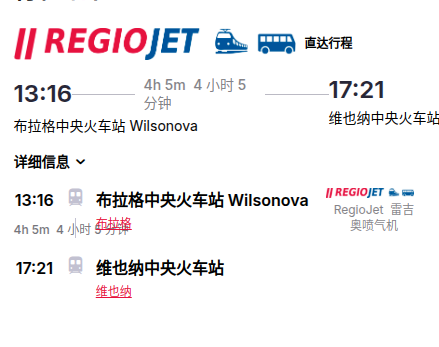 REGIOJET 直达行程
13:16
4h 5m 4 小时 5
分钟
17:21
布拉格中央火车站 Wilsonova
维也纳中央火车站
详细信息
13:16 布拉格中央火车站 Wilsonova
布拉格
4h 5m 4 小时 5 分钟
REGIOJET
RegioJet 雷吉
奥喷气机
17:21 维也纳中央火车站
维也纳